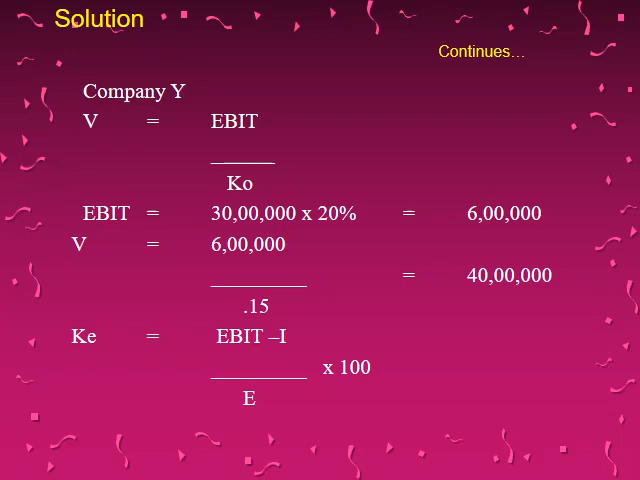 Solution
Continues…
Company Y
V = EBIT
______
Ko
EBIT = 30,00,000 x 20% = 6,00,000
V = 6,00,000
_________ = 40,00,000
.15
Ke = EBIT –I
_________ x 100
E